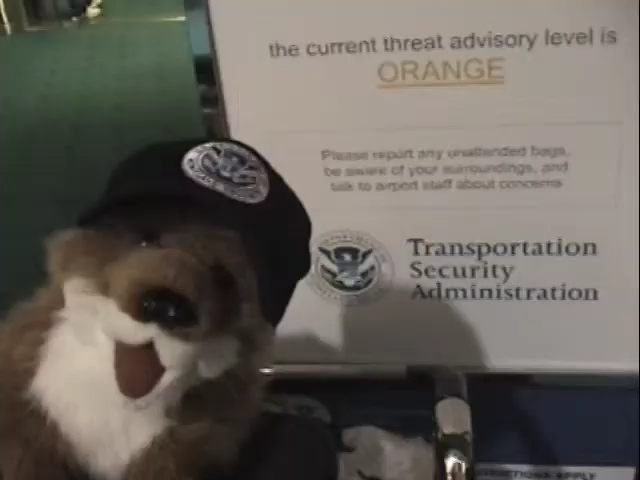 the current threat advisory level is
ORANGE
Please report any unattended bags,
be aware of your surroundings, and
talk to airport staff about concerns
Transportation
Security
Administration